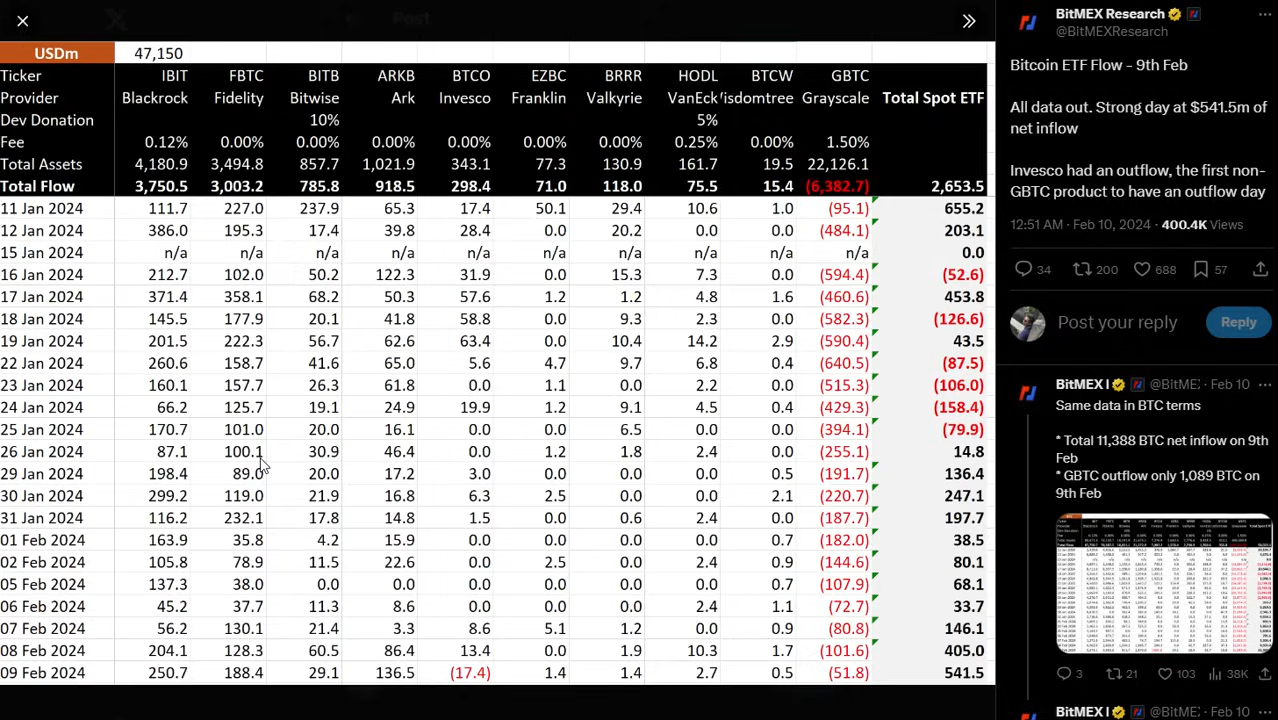 Post
USDm 47,150
Ticker IBIT FBTC BITB ARKB BTCO EZBC BRRR HODL BTCW GBTC
Provider Blackrock Fidelity Bitwise Ark Invesco Franklin Valkyrie VanEck isdomtree Grayscale Total Spot ETF
Dev Donation 10% 5%
Fee 0.12% 0.00% 0.00% 0.00% 0.00% 0.00% 0.00% 0.25% 0.00% 1.50%
Total Assets 4,180.9 3,494.8 857.7 1,021.9 343.1 77.3 130.9 161.7 19.5 22,126.1
Total Flow 3,750.5 3,003.2 785.8 918.5 298.4 71.0 118.0 75.5 15.4 (6,382.7) 2,653.5
11 Jan 2024 111.7 227.0 237.9 65.3 17.4 50.1 29.4 10.6 1.0 (95.1) 655.2
12 Jan 2024 386.0 195.3 17.4 39.8 28.4 0.0 20.2 0.0 0.0 (484.1) 203.1
15 Jan 2024 n/a n/a n/a n/a n/a n/a n/a n/a n/a n/a 0.0
16 Jan 2024 212.7 102.0 50.2 122.3 31.9 0.0 15.3 7.3 0.0 (594.4) (52.6)
17 Jan 2024 371.4 358.1 68.2 50.3 57.6 1.2 1.2 4.8 1.6 (460.6) 453.8
18 Jan 2024 145.5 177.9 20.1 41.8 58.8 0.0 9.3 2.3 0.0 (582.3) (126.6)
19 Jan 2024 201.5 222.3 56.7 62.6 63.4 0.0 10.4 14.2 2.9 (590.4) 43.5
22 Jan 2024 260.6 158.7 41.6 65.0 5.6 4.7 9.7 6.8 0.4 (640.5) (87.5)
23 Jan 2024 160.1 157.7 26.3 61.8 0.0 1.1 0.0 2.2 0.0 (515.3) (106.0)
24 Jan 2024 66.2 125.7 19.1 24.9 19.9 1.2 9.1 4.5 0.4 (429.3) (158.4)
25 Jan 2024 170.7 101.0 20.0 16.1 0.0 0.0 6.5 0.0 0.0 (394.1) (79.9)
26 Jan 2024 87.1 100.1 30.9 46.4 0.0 1.2 1.8 2.4 0.0 (255.1) 14.8
29 Jan 2024 198.4 89.0 20.0 17.2 3.0 0.0 0.0 0.0 0.5 (191.7) 136.4
30 Jan 2024 299.2 119.0 21.9 16.8 6.3 2.5 0.0 0.0 2.1 (220.7) 247.1
31 Jan 2024 116.2 232.1 17.8 14.8 1.5 0.0 0.6 2.4 0.0 (187.7) 197.7
01 Feb 2024 163.9 35.8 4.2 15.9 0.0 0.0 0.0 0.0 0.7 (182.0) 38.5
02 Feb 2024 105.8 78.9 11.5 0.0 2.5 0.0 2.4 0.9 (144.6)
05 Feb 2024 137.3 38.0 0.0 0.0 0.0 0.0 0.7 (107.9)
06 Feb 2024 45.2 37.7 11.3 8.8 0.0 0.0 0.0 2.4 1.1 (72.7) 33.7
07 Feb 2024 56.2 130.1 21.4 1.2 0.0 (80.8) 146.1
08 Feb 2024 204.1 128.3 60.5 86.4 13.4 0.0 1.9 10.3 1.7 (101.6) 405.0
09 Feb 2024 250.7 188.4 29.1 136.5 (17.4) 1.4 1.4 2.7 0.5 (51.8) 541.5
BitMEX Research
@BitMEXResearch
Bitcoin ETF Flow - 9th Feb
All data out. Strong day at $541.5m of
net inflow
Invesco had an outflow, the first non-
GBTC product to have an outflow day
12:51 AM · Feb 10, 2024 · 400.4K Views
34 200 688 57
Post your reply Reply
BitMEX @BitME: · Feb 10
Same data in BTC terms
* Total 11,388 BTC net inflow on 9th
Feb
* GBTC outflow only 1,089 BTC on
9th Feb
3 21 103 38K
BitMEX @BitME: · Feb 10